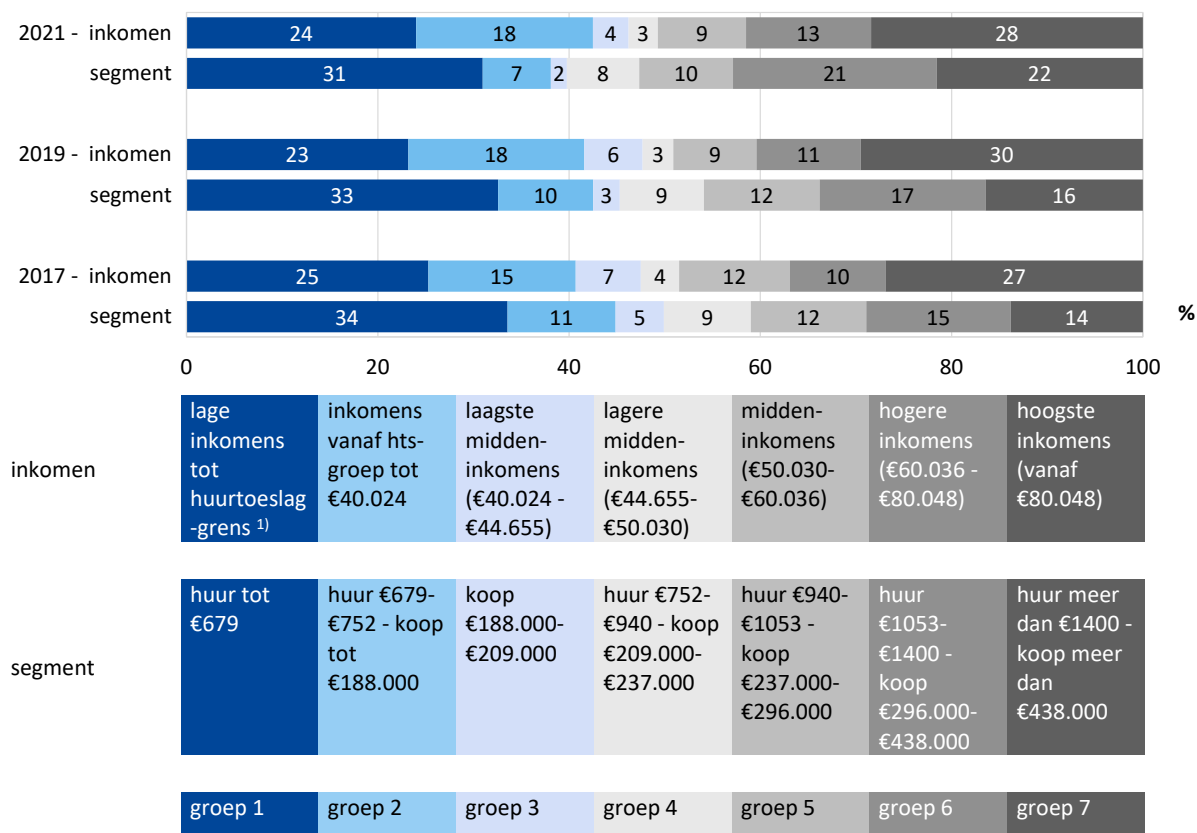 2021 - inkomen 24 18 4 3 9 13 28
segment 31 7 2 8 10 21 22
2019 - inkomen 23 18 6 3 9 11 30
segment 33 10 3 9 12 17 16
2017 - inkomen 25 15 7 4 12 10 27
segment 34 11 5 9 12 15 14
%
0 20 40 60 80 100
inkomen
lage
inkomens
tot
huurtoeslag
-grens 1)
inkomens
vanaf hts-
groep tot
€40.024
laagste
midden-
inkomens
(€40.024 -
€44.655)
lagere
midden-
inkomens
(€44.655-
€50.030)
midden-
inkomens
(€50.030-
€60.036)
hogere
inkomens
(€60.036 -
€80.048)
hoogste
inkomens
(vanaf
€80.048)
segment
huur tot
€679
huur €679-
€752 - koop
tot
€188.000
koop
€188.000-
€209.000
huur €752-
€940 - koop
€209.000-
€237.000
huur €940-
€1053 -
koop
€237.000-
€296.000
huur
€1053-
€1400 -
koop
€296.000-
€438.000
huur meer
dan €1400 -
koop meer
dan
€438.000
groep 1 groep 2 groep 3 groep 4 groep 5 groep 6 groep 7